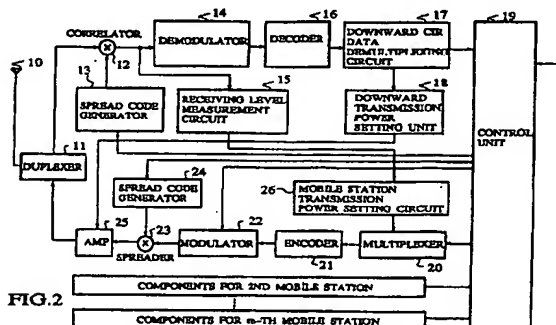 14
16
17
19
CORRELATOR
DEMODULATOR
DECODER
DOWNWARD CIR
DATA
CIRCUIT
10
12
13
15
18
SPREAD CODE
GENERATOR
RECEIVING LEVEL
MEASUREMENT
CIRCUIT
DOWNWARD
TRANSMISSION
POWER
SETTING UNIT
CONTROL
UNIT
11
DUPLEXER
24
SPREAD CODE
GENERATOR
26
MOBILE STATION
TRANSMISSION
POWER SETTING CIRCUIT
25
23
22
AMP
MODULATOR
ENCODER
MULTIPLEXER
SPREADER
21
20
COMPONENTS FOR 2ND MOBILE STATION
FIG.2
COMPONENTS FOR m-TH MOBILE STATION